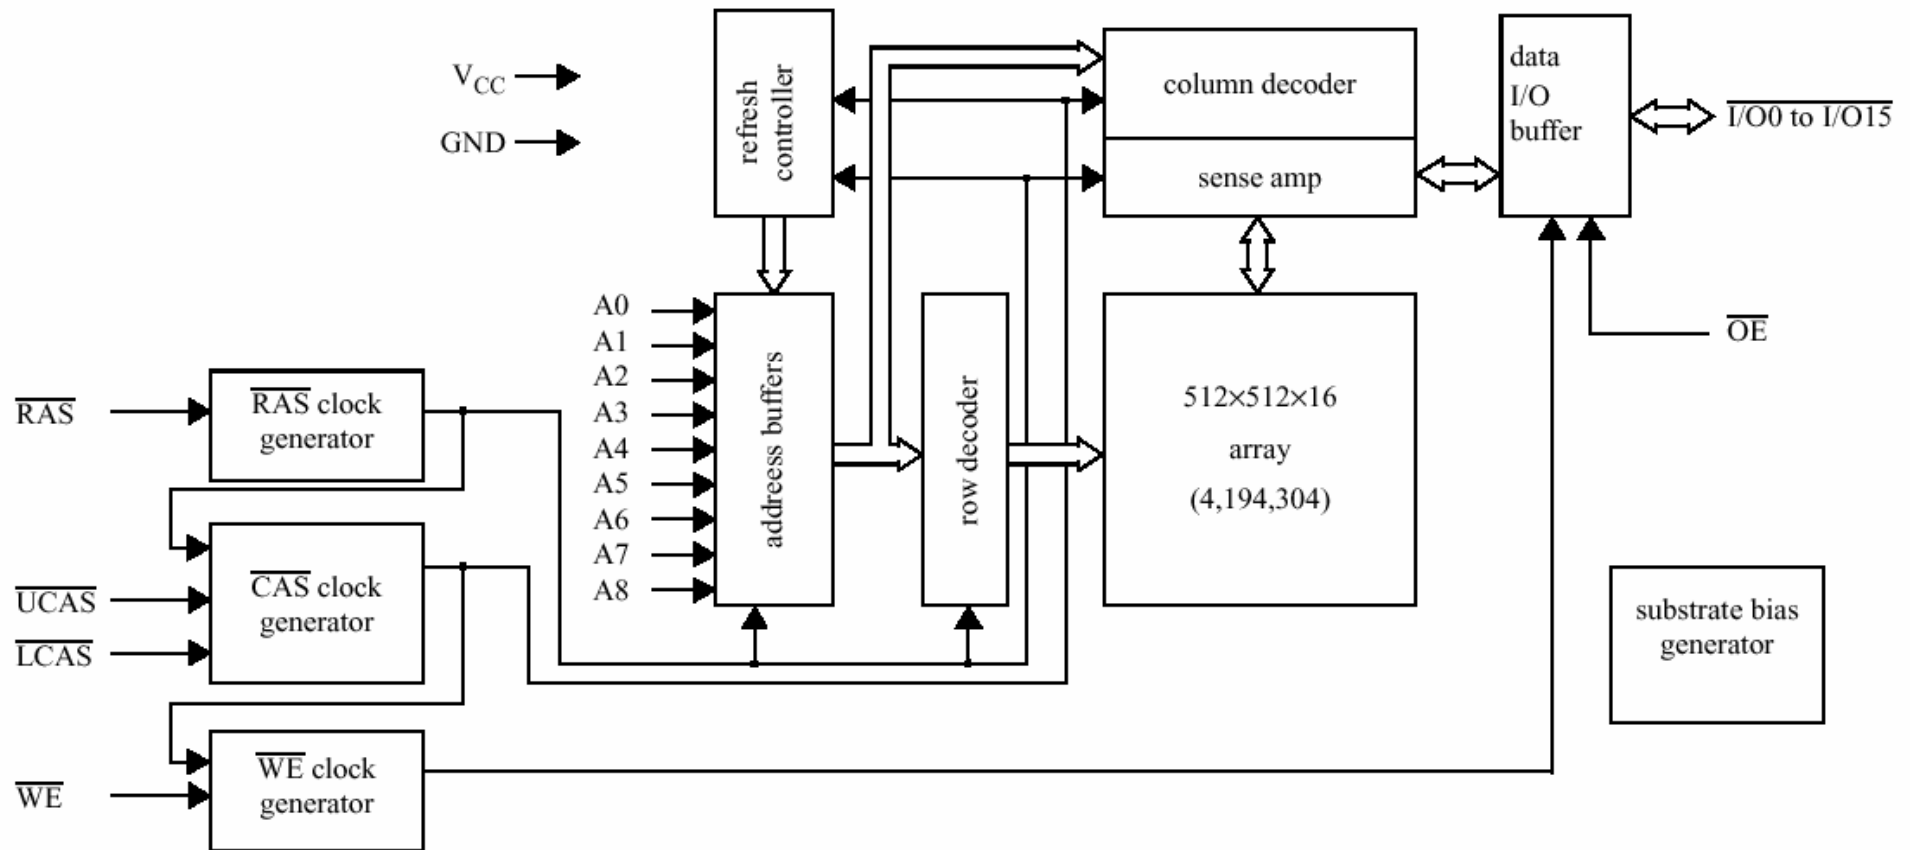 V_CC
GND
refresh
controller
column decoder
sense amp
data
I/O
buffer
I/O0 to I/O15
OE
A0
A1
A2
A3
A4
A5
A6
A7
A8
addreess buffers
row decoder
512×512×16
array
(4,194,304)
RAS
RAS clock
generator
UCAS
LCAS
CAS clock
generator
WE
WE clock
generator
substrate bias
generator